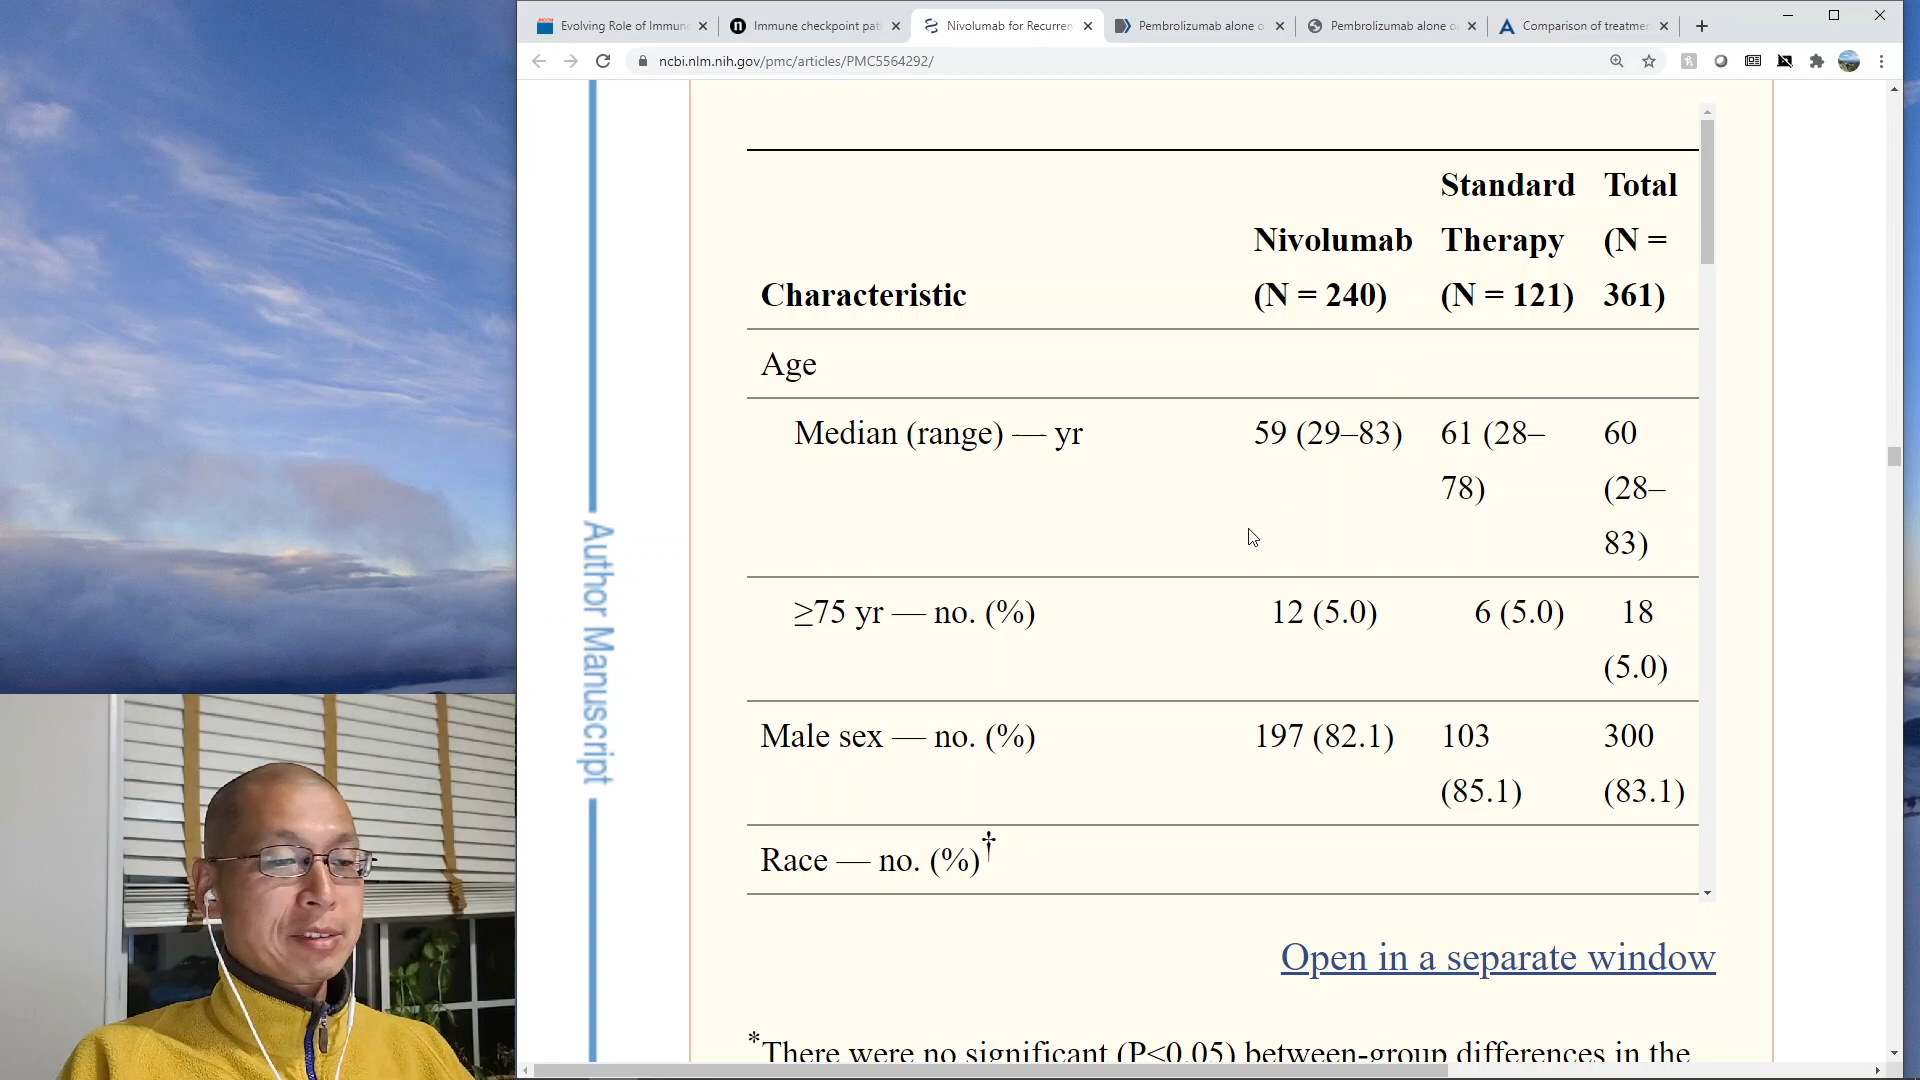 Evolving Role of Immun
Immune checkpoint pat
Nivolumab for Recurren
Pembrolizumab alone o
Pembrolizumab alone o
Comparison of treatmen
ncbi.nlm.nih.gov/pmc/articles/PMC5564292/
Author Manuscript
Characteristic
Nivolumab
(N = 240)
Standard
Therapy
(N = 121)
Total
(N =
361)
Age
Median (range) — yr
59 (29–83)
61 (28–
78)
60
(28–
83)
≥75 yr — no. (%)
12 (5.0)
6 (5.0)
18
(5.0)
Male sex — no. (%)
197 (82.1)
103
(85.1)
300
(83.1)
Race — no. (%)†
Open in a separate window
*There were no significant (P<0.05) between-group differences in the